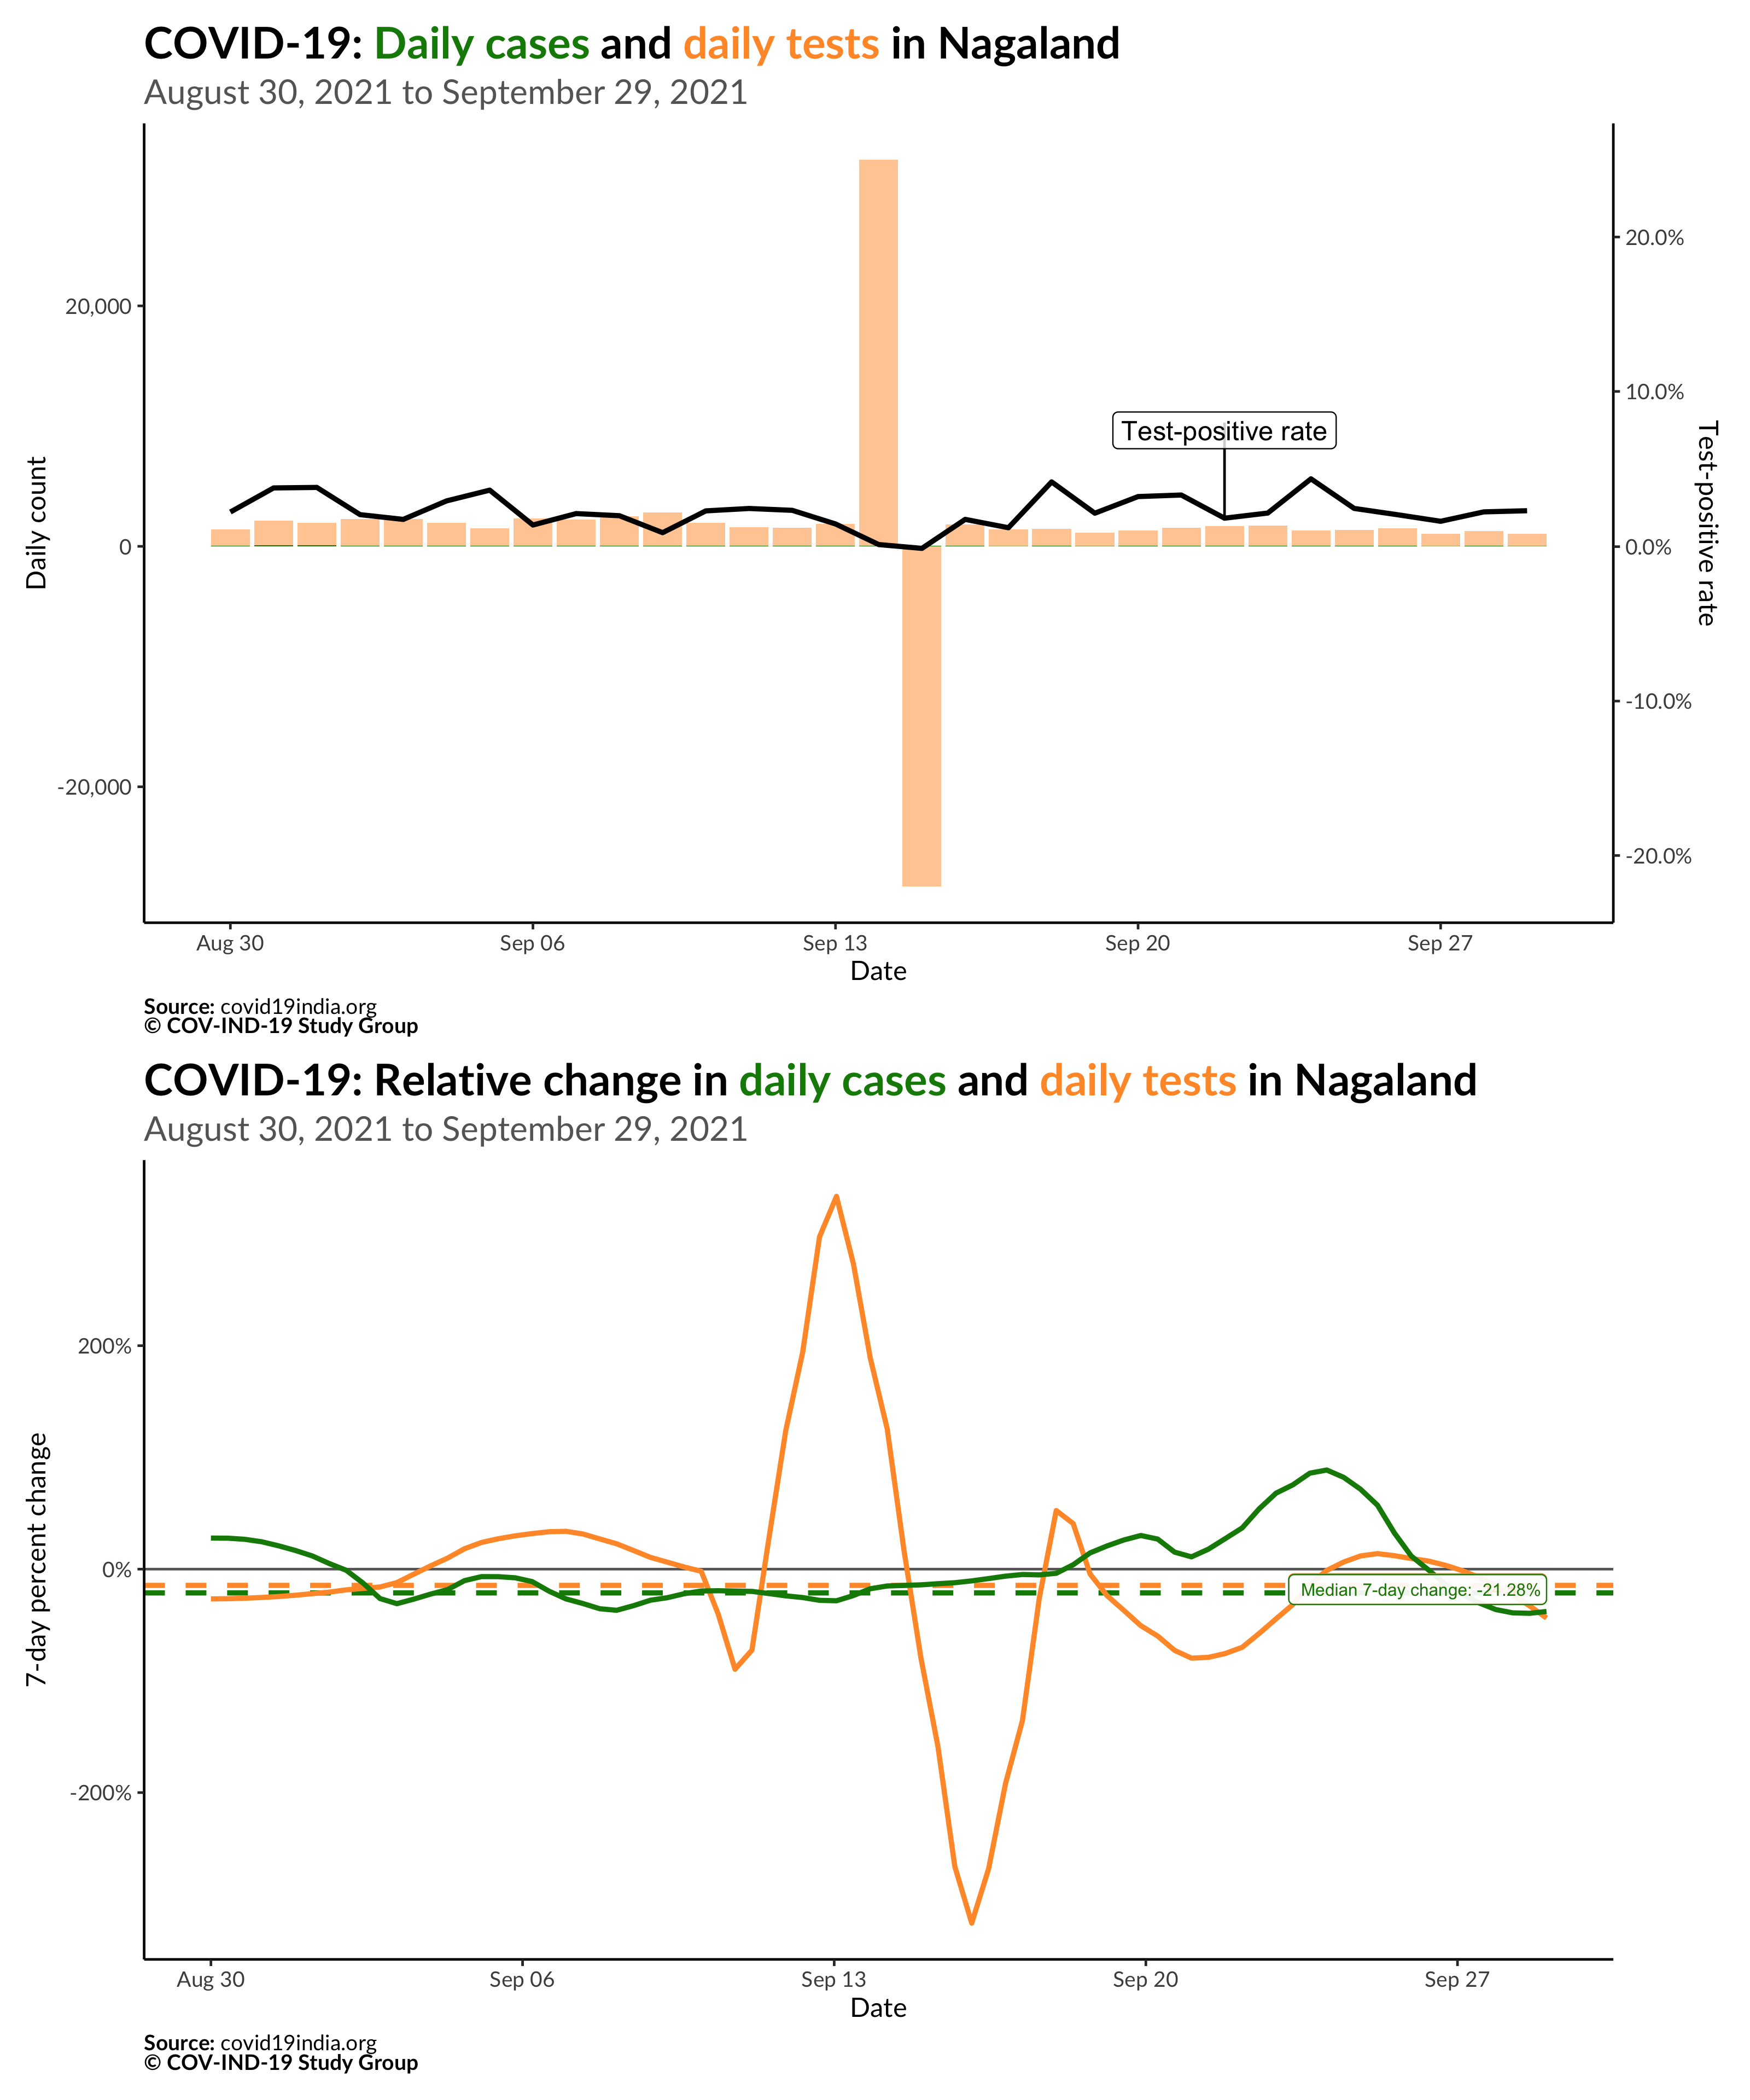 COVID-19: Daily cases and daily tests in Nagaland
August 30, 2021 to September 29, 2021
Daily count
20,000
0
-20,000
Test-positive rate
20.0%
10.0%
0.0%
-10.0%
-20.0%
Test-positive rate
Aug 30
Sep 06
Sep 13
Sep 20
Sep 27
Date
Source: covid19india.org
© COV-IND-19 Study Group
COVID-19: Relative change in daily cases and daily tests in Nagaland
August 30, 2021 to September 29, 2021
7-day percent change
200%
0%
-200%
Median 7-day change: -21.28%
Aug 30
Sep 06
Sep 13
Sep 20
Sep 27
Date
Source: covid19india.org
© COV-IND-19 Study Group